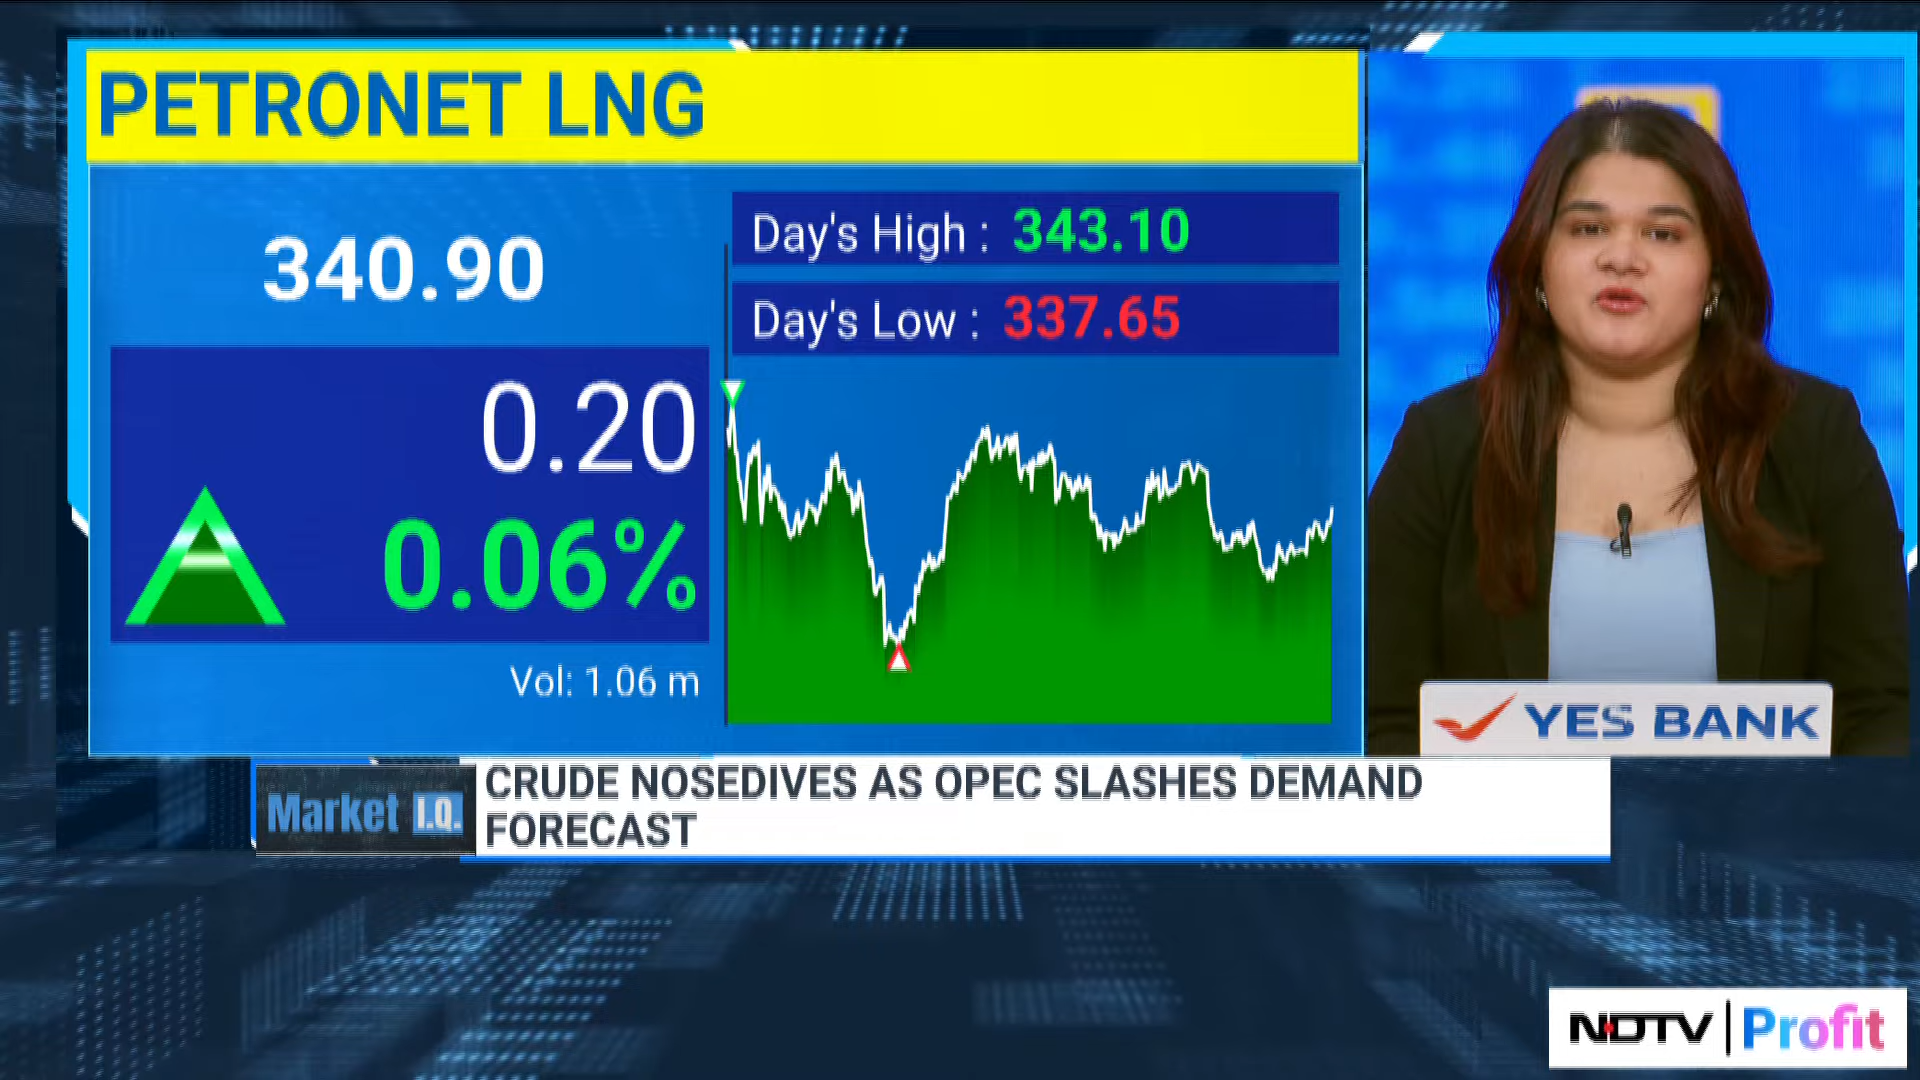 PETRONET LNG
340.90
0.20
0.06%
Vol: 1.06 m
Day's High : 343.10
Day's Low : 337.65
YES BANK
Market I.Q.
CRUDE NOSEDIVES AS OPEC SLASHES DEMAND
FORECAST
NDTV | Profit